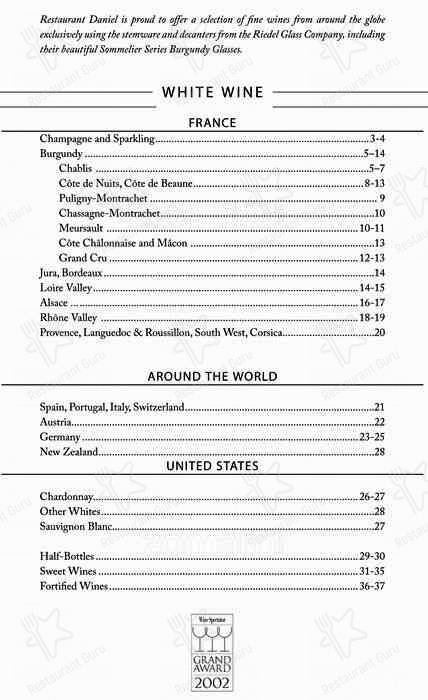 Restaurant Daniel is proud to offer a selection of fine wines from around the globe
exclusively using the stemware and decanters from the Riedel Glass Company, including
their beautiful Sommelier Series Burgundy Glasses.
WHITE WINE
FRANCE
Champagne and Sparkling 3-4
Burgundy 5–14
Chablis 5–7
Côte de Nuits, Côte de Beaune 8-13
Puligny-Montrachet 9
Chassagne-Montrachet 10
Meursault 10-11
Côte Châlonnaise and Mâcon 13
Grand Cru 12-13
Jura, Bordeaux 14
Loire Valley 14-15
Alsace 16-17
Rhône Valley 18-19
Provence, Languedoc & Roussillon, South West, Corsica 20
AROUND THE WORLD
Spain, Portugal, Italy, Switzerland 21
Austria 22
Germany 23-25
New Zealand 28
UNITED STATES
Chardonnay 26-27
Other Whites 28
Sauvignon Blanc 27
Half-Bottles 29-30
Sweet Wines 31-35
Fortified Wines 36-37
Wine Spectator
GRAND
AWARD
2002
Restaurant Guru